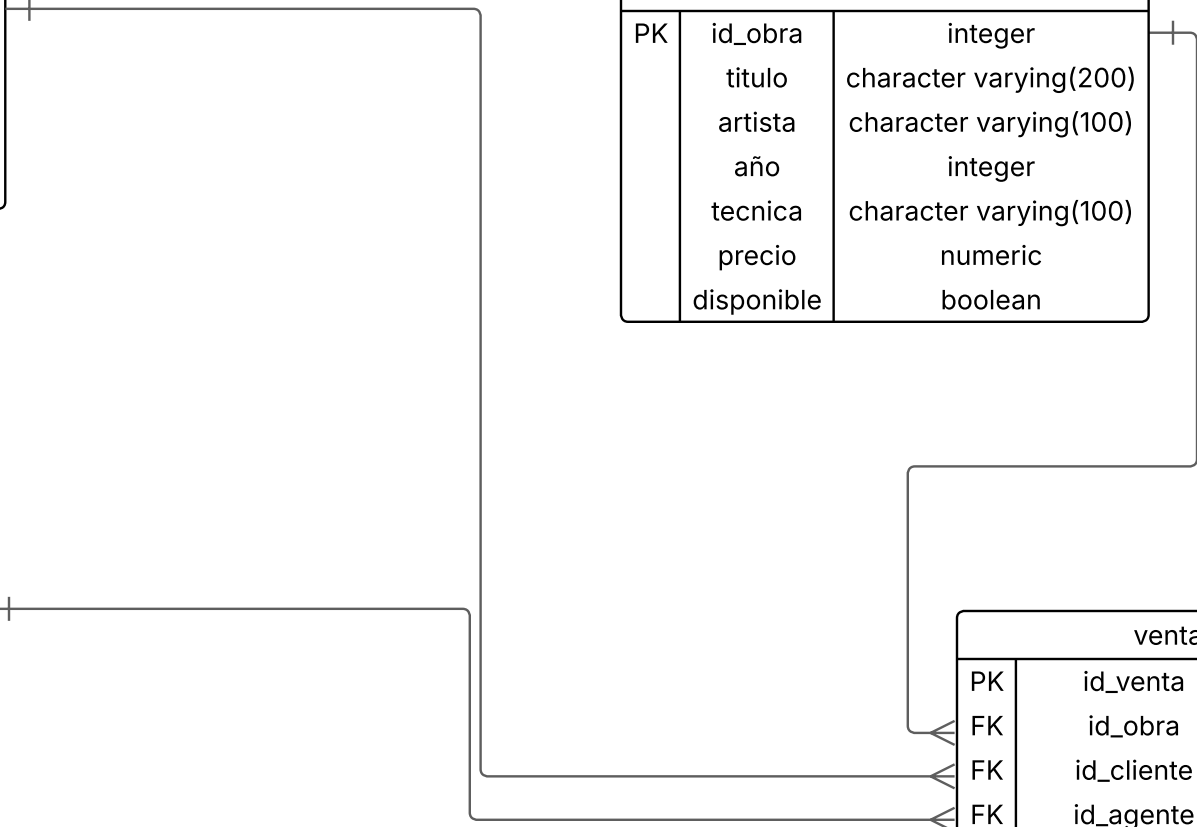 PK id_obra integer
titulo character varying(200)
artista character varying(100)
año integer
tecnica character varying(100)
precio numeric
disponible boolean
venta
PK id_venta
FK id_obra
FK id_cliente
FK id_agente